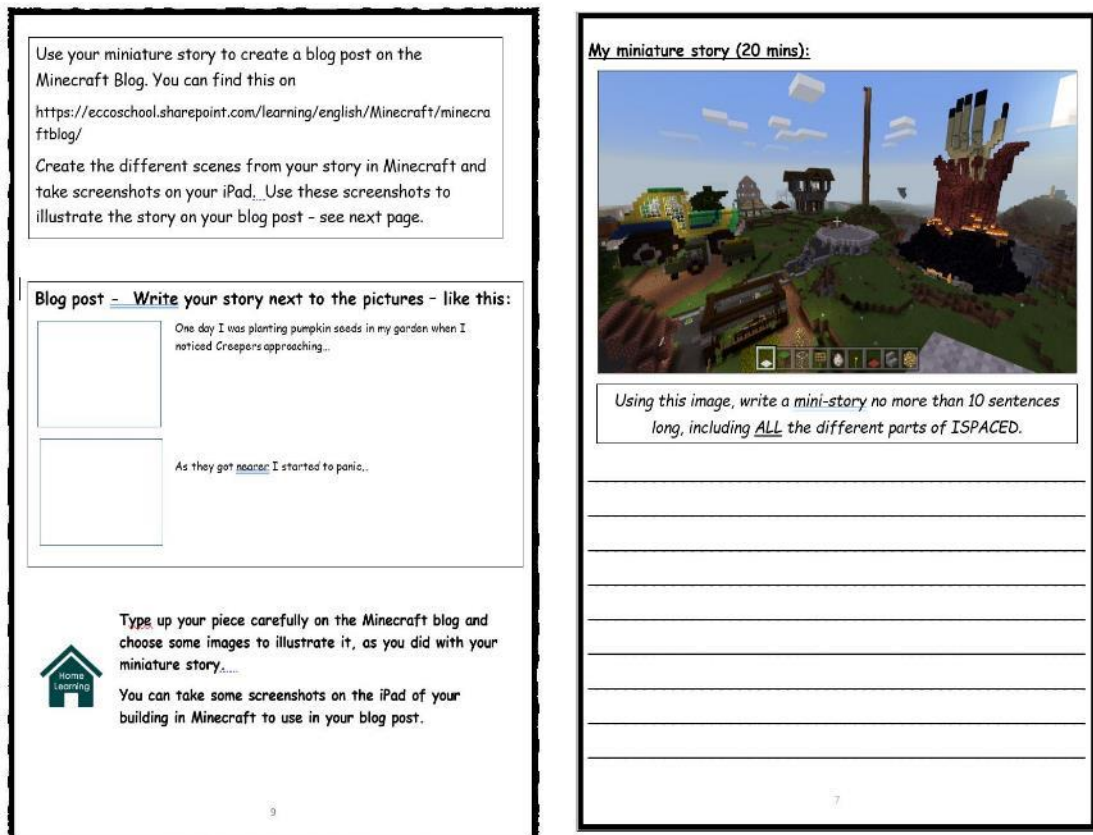 Use your miniature story to create a blog post on the
Minecraft Blog. You can find this on
https://eccoschool.sharepoint.com/learning/english/Minecraft/minecra
ftblog/
Create the different scenes from your story in Minecraft and
take screenshots on your iPad. Use these screenshots to
illustrate the story on your blog post – see next page.
Blog post – Write your story next to the pictures – like this:
One day I was planting pumpkin seeds in my garden when I
noticed Creepers approaching...
As they got nearer I started to panic..
Home
Learning
Type up your piece carefully on the Minecraft blog and
choose some images to illustrate it, as you did with your
miniature story.
You can take some screenshots on the iPad of your
building in Minecraft to use in your blog post.
9
My miniature story (20 mins):
Using this image, write a mini-story no more than 10 sentences
long, including ALL the different parts of ISPACED.
7